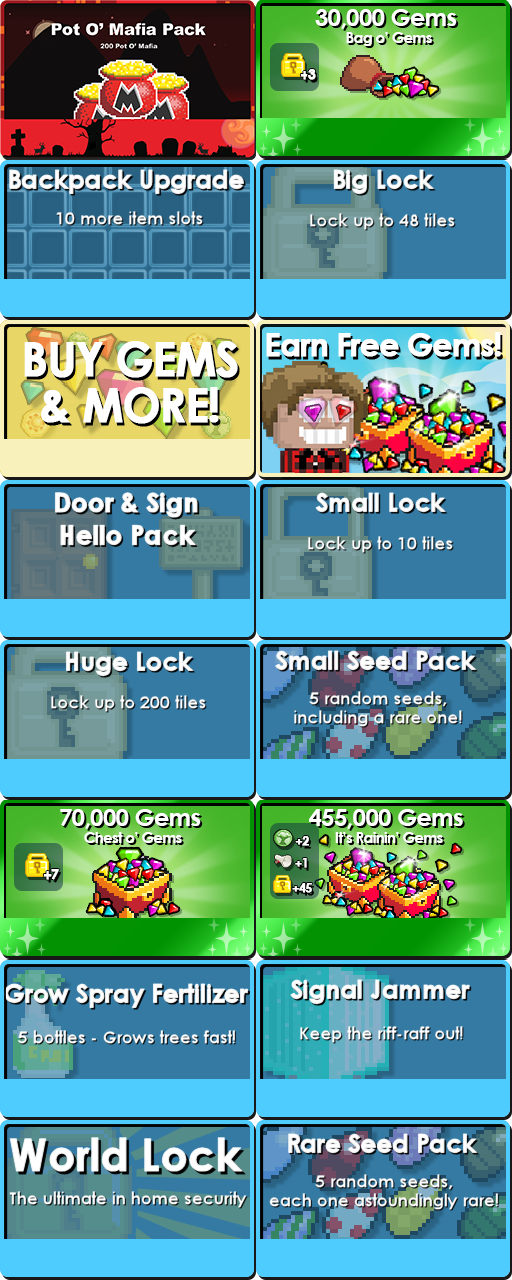 Pot O' Mafia Pack
200 Pot O' Mafia
30,000 Gems
Bag o' Gems
+3
Backpack Upgrade
10 more item slots
Big Lock
Lock up to 48 tiles
BUY GEMS
& MORE!
Earn Free Gems!
Door & Sign
Hello Pack
Small Lock
Lock up to 10 tiles
Huge Lock
Lock up to 200 tiles
Small Seed Pack
5 random seeds,
including a rare one!
70,000 Gems
Chest o' Gems
+7
455,000 Gems
It's Rainin' Gems
+2
+1
+45
Grow Spray Fertilizer
5 bottles - Grows trees fast!
Signal Jammer
Keep the riff-raff out!
World Lock
The ultimate in home security
Rare Seed Pack
5 random seeds,
each one astoundingly rare!